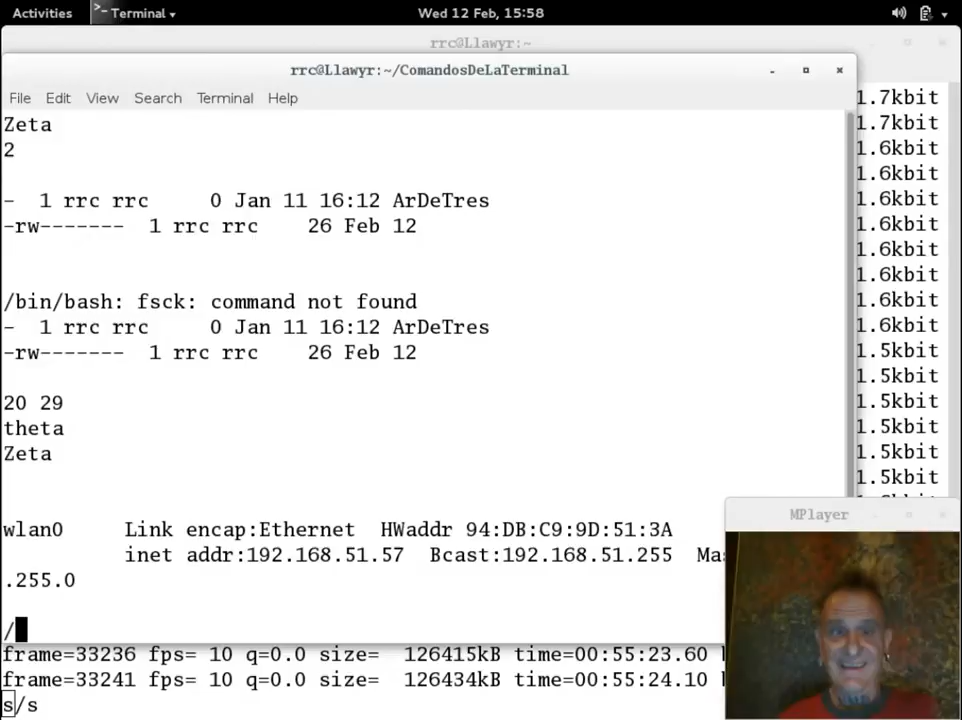 Activities
Terminal
Wed 12 Feb, 15:58
rrc@Llawyr:~
rrc@Llawyr:~/ComandosDeLaTerminal
File Edit View Search Terminal Help
Zeta
2
- 1 rrc rrc 0 Jan 11 16:12 ArDeTres
-rw------- 1 rrc rrc 26 Feb 12
/bin/bash: fsck: command not found
- 1 rrc rrc 0 Jan 11 16:12 ArDeTres
-rw------- 1 rrc rrc 26 Feb 12
20 29
theta
Zeta
wlan0 Link encap:Ethernet HWaddr 94:DB:C9:9D:51:3A
inet addr:192.168.51.57 Bcast:192.168.51.255
.255.0
/
1.7kbit
1.7kbit
1.6kbit
1.6kbit
1.6kbit
1.6kbit
1.6kbit
1.6kbit
1.6kbit
1.6kbit
1.5kbit
1.5kbit
1.5kbit
1.5kbit
1.5kbit
1.5kbit
MPlayer
frame=33236 fps= 10 q=0.0 size= 126415kB time=00:55:23.60
frame=33241 fps= 10 q=0.0 size= 126434kB time=00:55:24.10
s/s